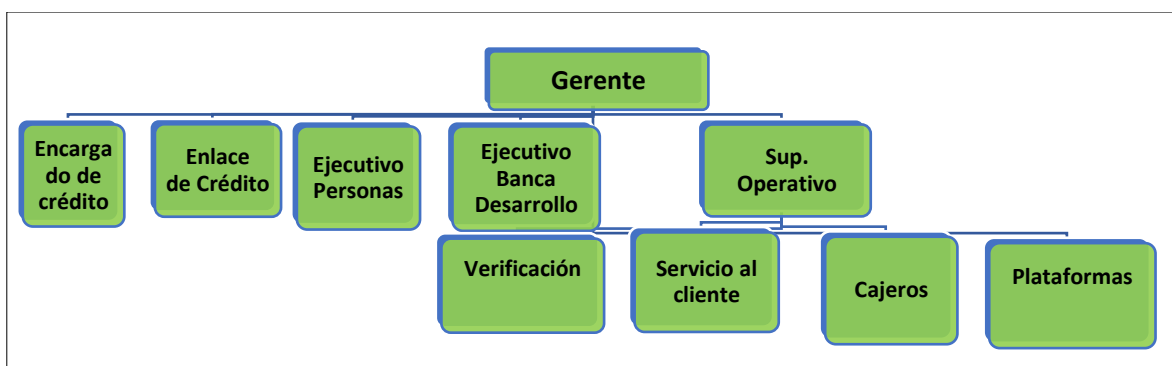 Gerente
Encarga
do de
crédito
Enlace
de Crédito
Ejecutivo
Personas
Ejecutivo
Banca
Desarrollo
Sup.
Operativo
Verificación
Servicio al
cliente
Cajeros
Plataformas